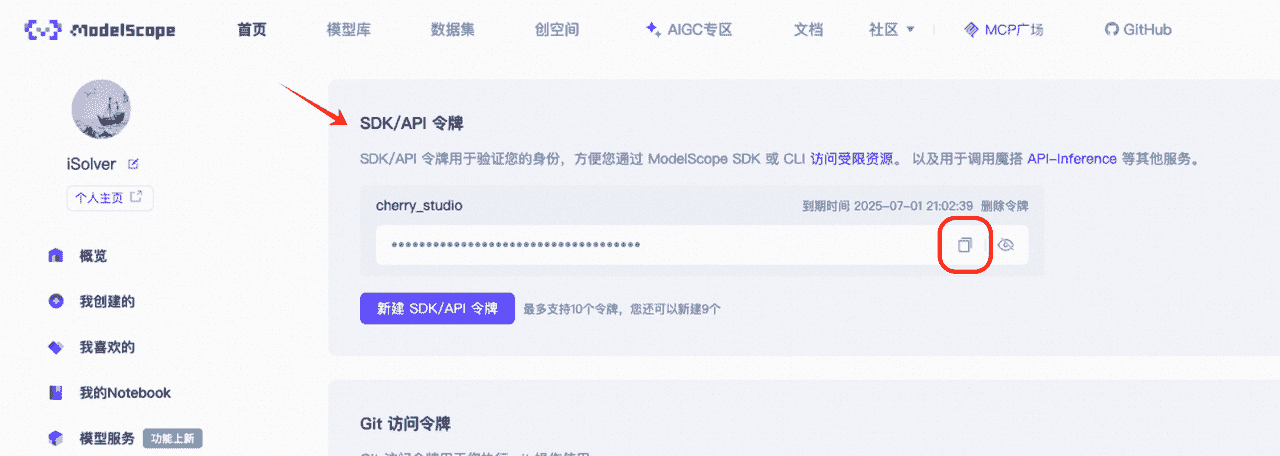 ModelScope 首页 模型库 数据集 创空间 AIGC专区 文档 社区 MCP广场 GitHub
iSolver
个人主页
概览
我创建的
我喜欢的
我的Notebook
模型服务 功能上新
SDK/API 令牌
SDK/API 令牌用于验证您的身份，方便您通过 ModelScope SDK 或 CLI 访问受限资源。 以及用于调用魔搭 API-Inference 等其他服务。
cherry_studio 到期时间 2025-07-01 21:02:39 删除令牌
************************************
新建 SDK/API 令牌 最多支持10个令牌，您还可以新建9个
Git 访问令牌